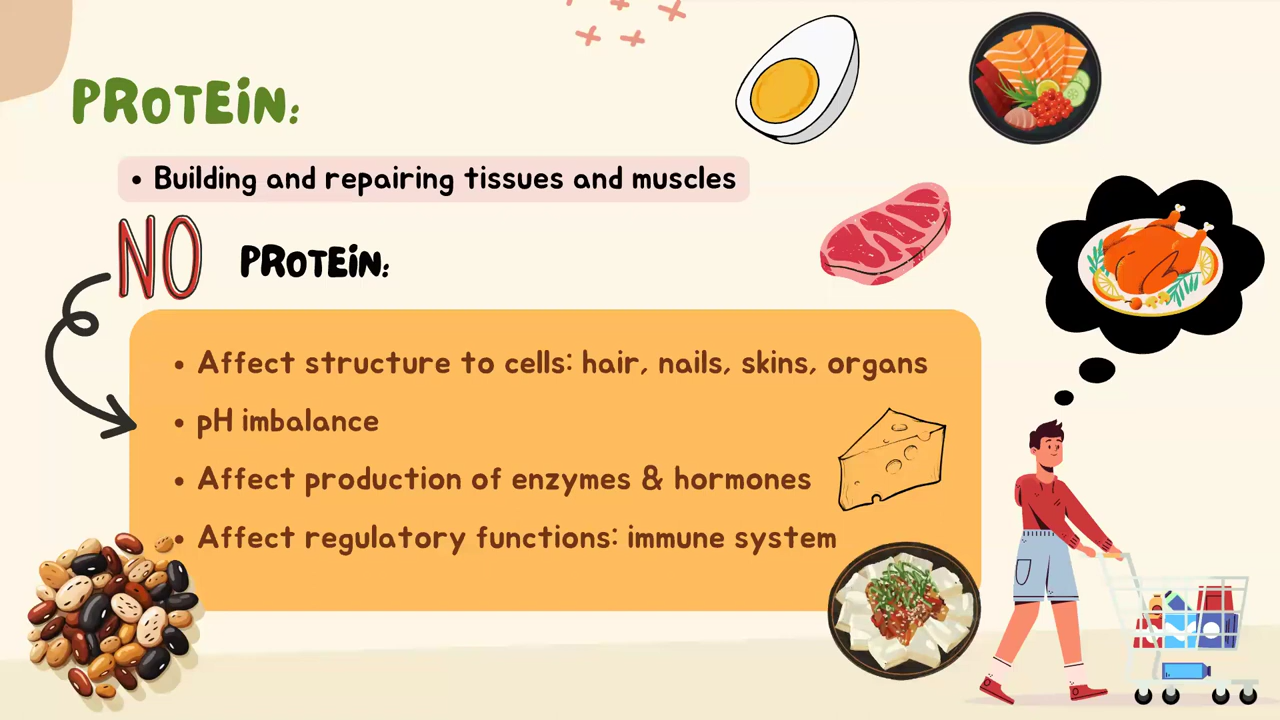 PROTEIN:
• Building and repairing tissues and muscles
NO PROTEIN:
• Affect structure to cells: hair, nails, skins, organs
• pH imbalance
• Affect production of enzymes & hormones
• Affect regulatory functions: immune system